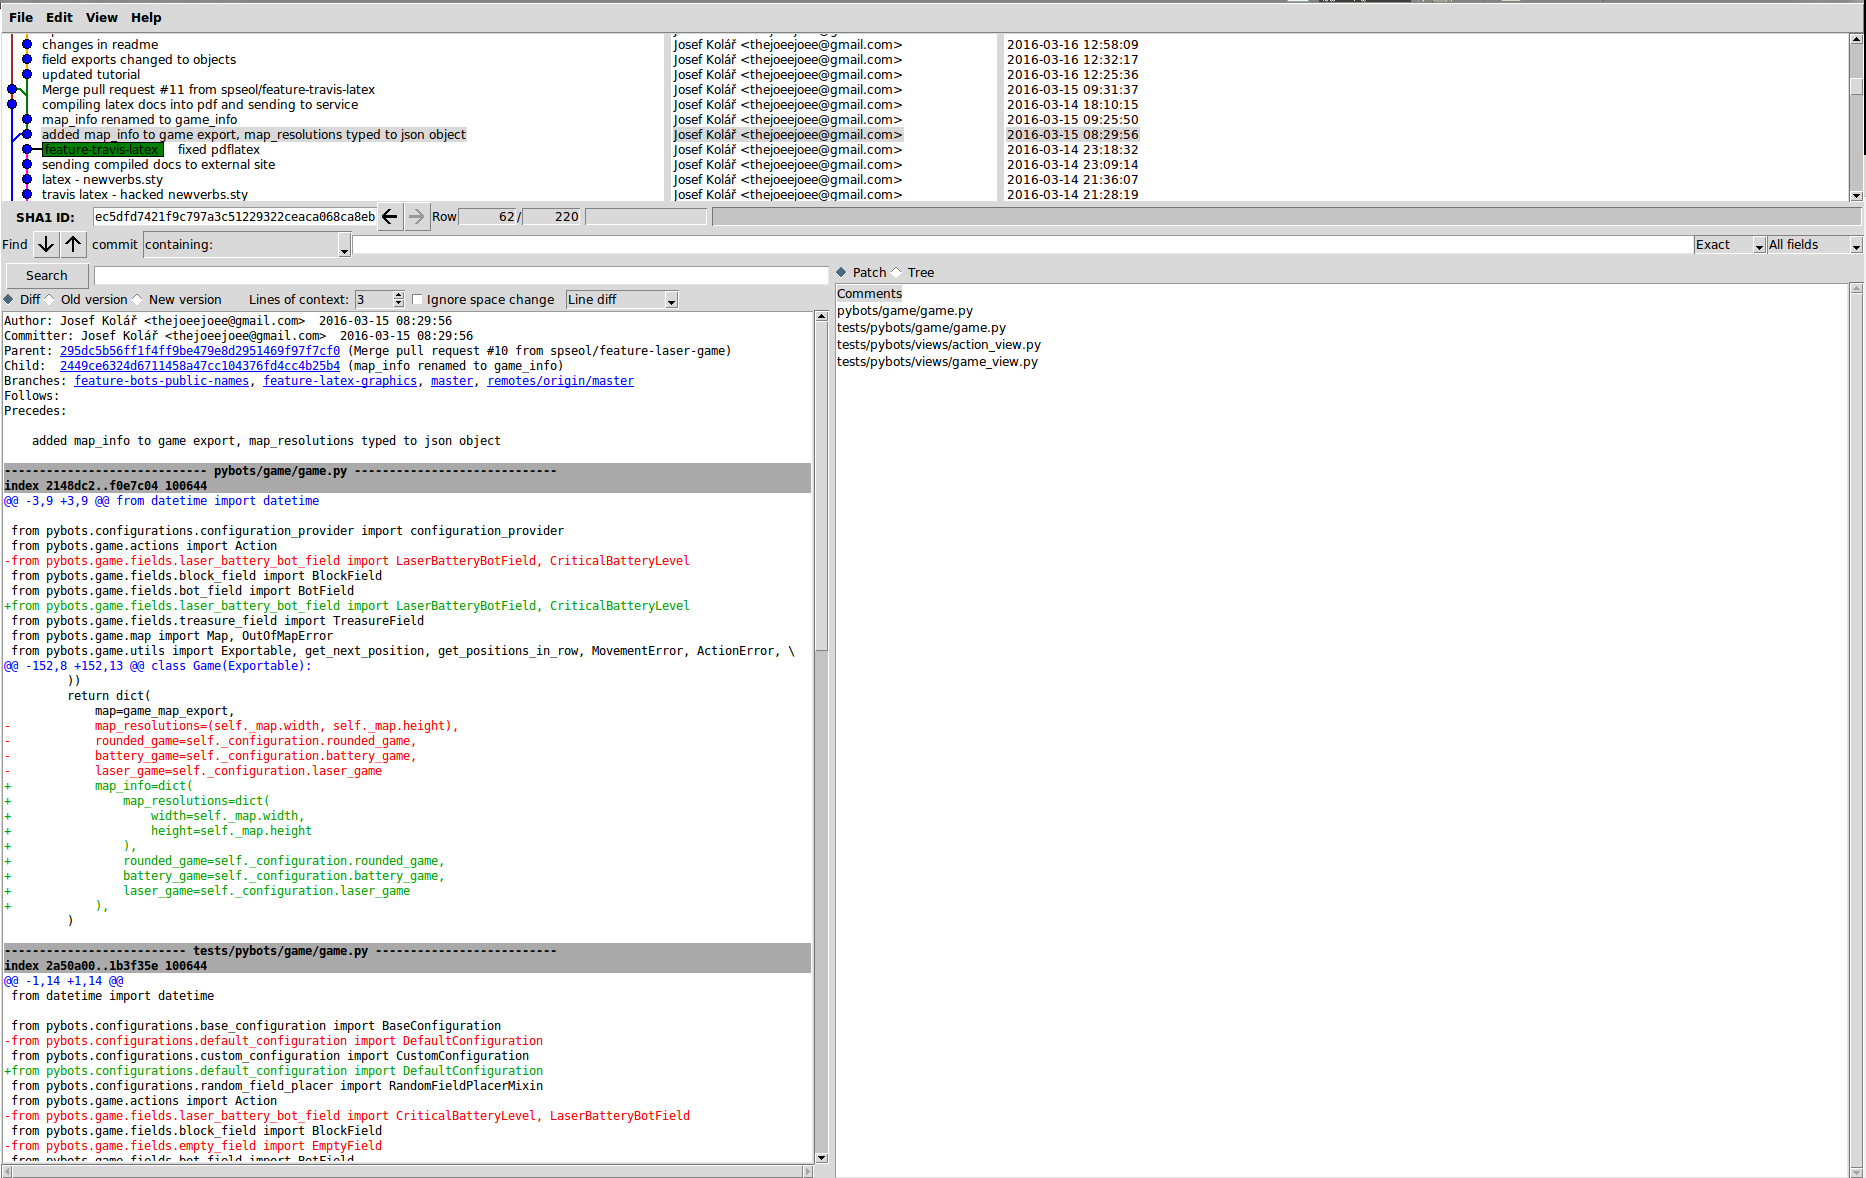 File Edit View Help
changes in readme Josef Kolář <thejoeejoee@gmail.com> 2016-03-16 12:58:09
field exports changed to objects Josef Kolář <thejoeejoee@gmail.com> 2016-03-16 12:32:17
updated tutorial Josef Kolář <thejoeejoee@gmail.com> 2016-03-16 12:25:36
Merge pull request #11 from spseol/feature-travis-latex Josef Kolář <thejoeejoee@gmail.com> 2016-03-15 09:31:37
compiling latex docs into pdf and sending to service Josef Kolář <thejoeejoee@gmail.com> 2016-03-14 18:10:15
map_info renamed to game_info Josef Kolář <thejoeejoee@gmail.com> 2016-03-15 09:25:50
added map_info to game export, map_resolutions typed to json object Josef Kolář <thejoeejoee@gmail.com> 2016-03-15 08:29:56
feature-travis-latex fixed pdflatex Josef Kolář <thejoeejoee@gmail.com> 2016-03-14 23:18:32
sending compiled docs to external site Josef Kolář <thejoeejoee@gmail.com> 2016-03-14 23:09:14
latex - newverbs.sty Josef Kolář <thejoeejoee@gmail.com> 2016-03-14 21:36:07
travis latex - hacked newverbs.sty Josef Kolář <thejoeejoee@gmail.com> 2016-03-14 21:28:19
SHA1 ID: ec5dfd7421f9c797a3c51229322ceaca068ca8eb Row 62 / 220
Find commit containing: Exact All fields
Search
Diff Old version New version Lines of context: 3 Ignore space change Line diff
Author: Josef Kolář <thejoeejoee@gmail.com>  2016-03-15 08:29:56
Committer: Josef Kolář <thejoeejoee@gmail.com>  2016-03-15 08:29:56
Parent: 295dc5b56ff1f4ff9be479e8d2951469f97f7cf0 (Merge pull request #10 from spseol/feature-laser-game)
Child:  2449ce6324d6711458a47cc104376fd4cc4b25b4 (map_info renamed to game_info)
Branches: feature-bots-public-names, feature-latex-graphics, master, remotes/origin/master
Follows:
Precedes:
    added map_info to game export, map_resolutions typed to json object
----------------------------- pybots/game/game.py -----------------------------
index 2148dc2..f0e7c04 100644
@@ -3,9 +3,9 @@ from datetime import datetime
 from pybots.configurations.configuration_provider import configuration_provider
 from pybots.game.actions import Action
-from pybots.game.fields.laser_battery_bot_field import LaserBatteryBotField, CriticalBatteryLevel
 from pybots.game.fields.block_field import BlockField
 from pybots.game.fields.bot_field import BotField
+from pybots.game.fields.laser_battery_bot_field import LaserBatteryBotField, CriticalBatteryLevel
 from pybots.game.fields.treasure_field import TreasureField
 from pybots.game.map import Map, OutOfMapError
 from pybots.game.utils import Exportable, get_next_position, get_positions_in_row, MovementError, ActionError, \
@@ -152,8 +152,13 @@ class Game(Exportable):
         ))
         return dict(
             map=game_map_export,
-            map_resolutions=(self._map.width, self._map.height),
-            rounded_game=self._configuration.rounded_game,
-            battery_game=self._configuration.battery_game,
-            laser_game=self._configuration.laser_game
+            map_info=dict(
+                map_resolutions=dict(
+                    width=self._map.width,
+                    height=self._map.height
+                ),
+                rounded_game=self._configuration.rounded_game,
+                battery_game=self._configuration.battery_game,
+                laser_game=self._configuration.laser_game
+            ),
         )
-------------------------- tests/pybots/game/game.py --------------------------
index 2a50a00..1b3f35e 100644
@@ -1,14 +1,14 @@
 from datetime import datetime
 from pybots.configurations.base_configuration import BaseConfiguration
-from pybots.configurations.default_configuration import DefaultConfiguration
 from pybots.configurations.custom_configuration import CustomConfiguration
+from pybots.configurations.default_configuration import DefaultConfiguration
 from pybots.configurations.random_field_placer import RandomFieldPlacerMixin
 from pybots.game.actions import Action
-from pybots.game.fields.laser_battery_bot_field import CriticalBatteryLevel, LaserBatteryBotField
 from pybots.game.fields.block_field import BlockField
-from pybots.game.fields.empty_field import EmptyField
 from pybots.game.fields.bot_field import BotField
Patch Tree
Comments
pybots/game/game.py
tests/pybots/game/game.py
tests/pybots/views/action_view.py
tests/pybots/views/game_view.py